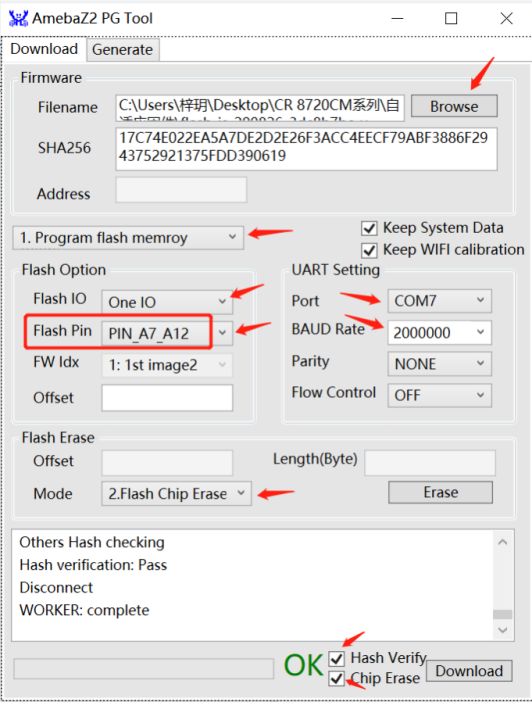 AmebaZ2 PG Tool
Download Generate
Firmware
Filename C:\Users\梓玥\Desktop\CR 8720CM系列\自 Browse
SHA256 17C74E022EA5A7DE2D2E26F3ACC4EECF79ABF3886F29
43752921375FDD390619
Address
1. Program flash memroy
Keep System Data
Keep WIFI calibration
Flash Option
Flash IO One IO
Flash Pin PIN_A7_A12
FW Idx 1: 1st image2
Offset
UART Setting
Port COM7
BAUD Rate 2000000
Parity NONE
Flow Control OFF
Flash Erase
Offset Length(Byte)
Mode 2.Flash Chip Erase Erase
Others Hash checking
Hash verification: Pass
Disconnect
WORKER: complete
OK
Hash Verify
Chip Erase
Download